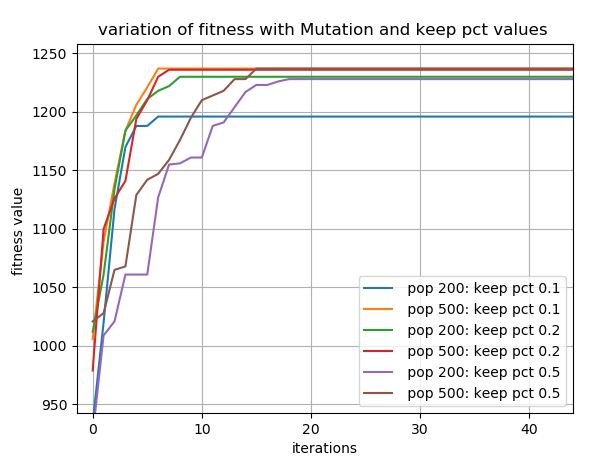 variation of fitness with Mutation and keep pct values
1250
1200
1150
1100
1050
1000
950
fitness value
pop 200: keep pct 0.1
pop 500: keep pct 0.1
pop 200: keep pct 0.2
pop 500: keep pct 0.2
pop 200: keep pct 0.5
pop 500: keep pct 0.5
0 10 20 30 40
iterations